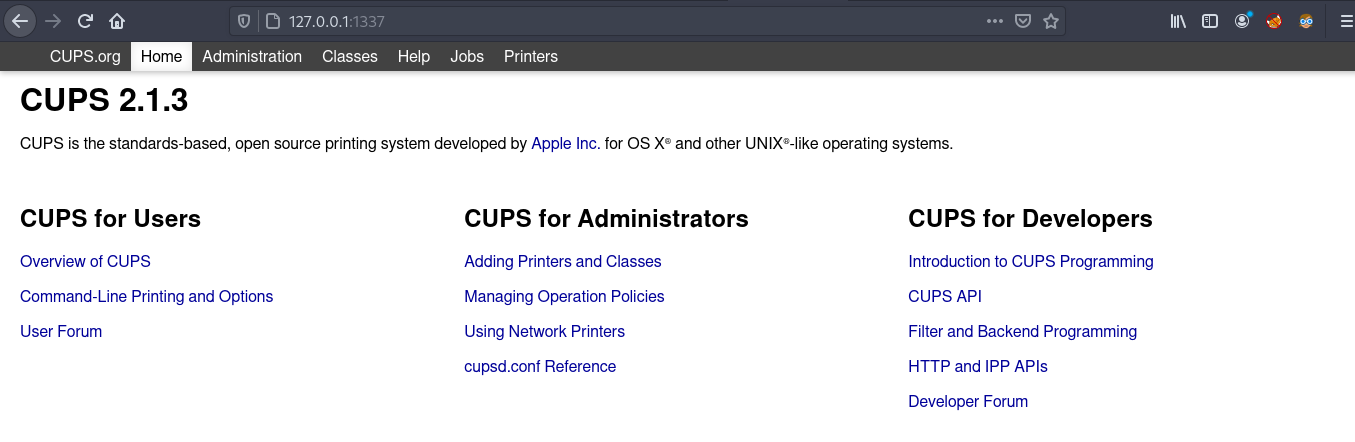 127.0.0.1:1337
CUPS.org Home Administration Classes Help Jobs Printers
CUPS 2.1.3
CUPS is the standards-based, open source printing system developed by Apple Inc. for OS X® and other UNIX®-like operating systems.
CUPS for Users
Overview of CUPS
Command-Line Printing and Options
User Forum
CUPS for Administrators
Adding Printers and Classes
Managing Operation Policies
Using Network Printers
cupsd.conf Reference
CUPS for Developers
Introduction to CUPS Programming
CUPS API
Filter and Backend Programming
HTTP and IPP APIs
Developer Forum